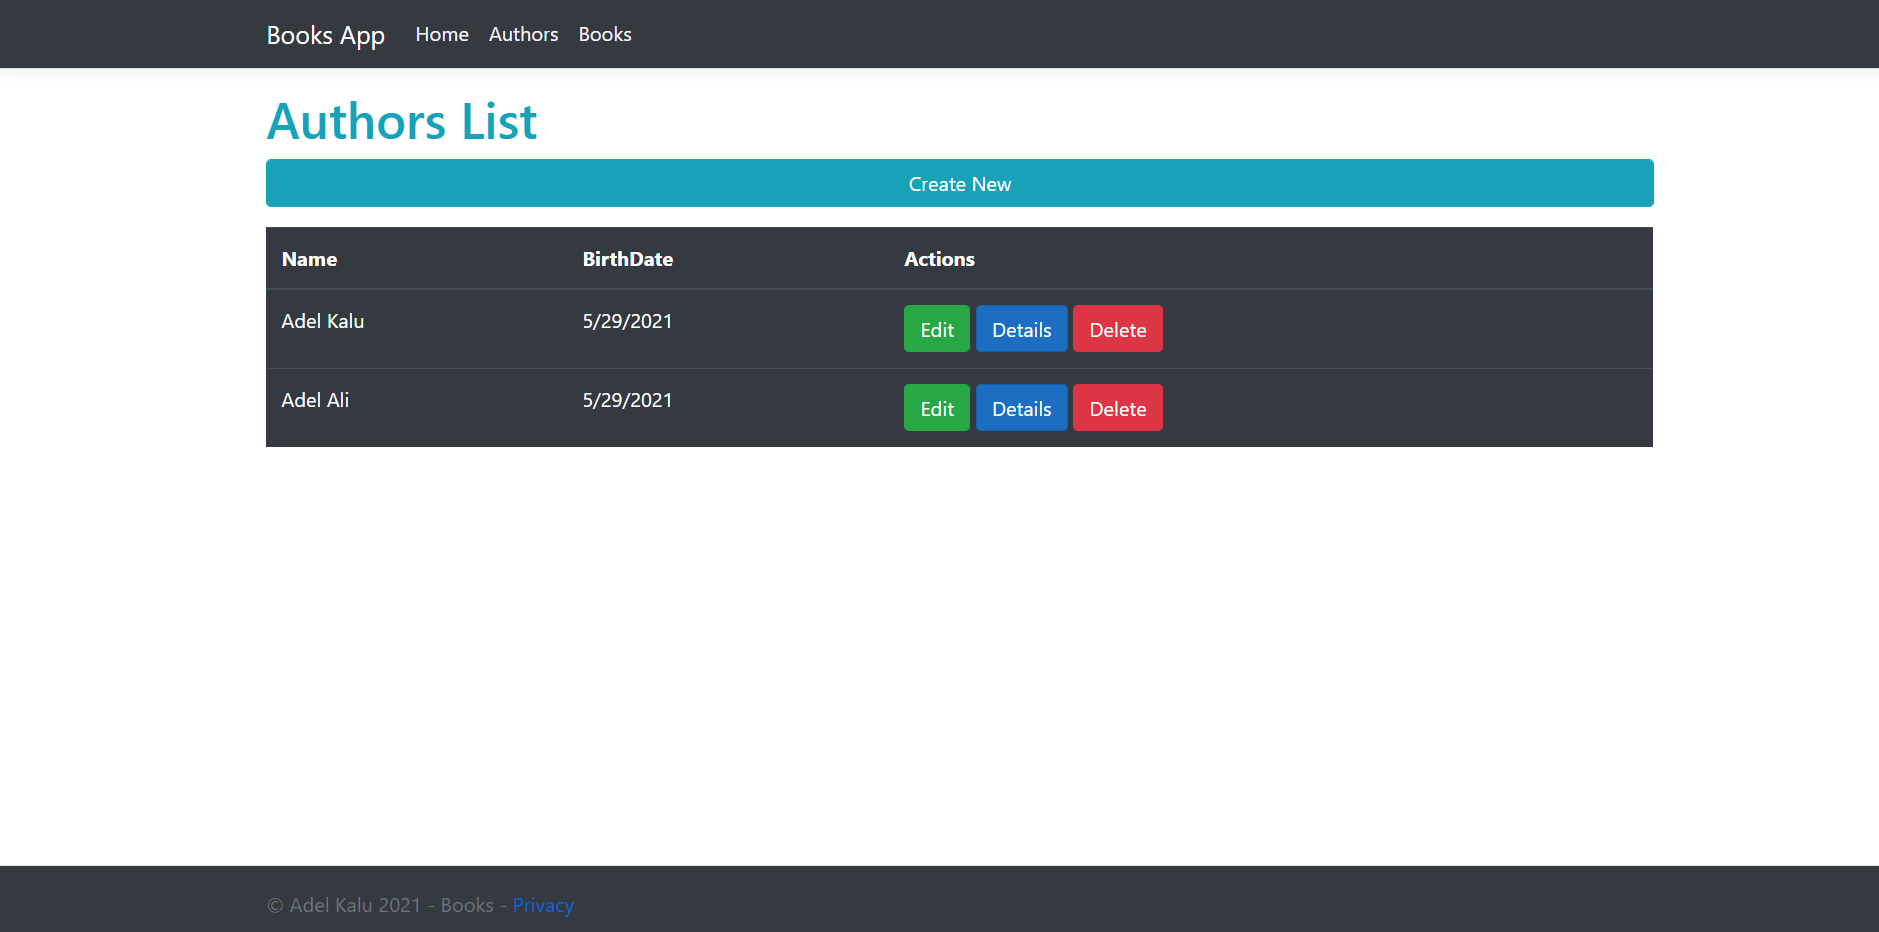 Books App Home Authors Books
Authors List
Create New
Name BirthDate Actions
Adel Kalu 5/29/2021 Edit Details Delete
Adel Ali 5/29/2021 Edit Details Delete
© Adel Kalu 2021 - Books - Privacy